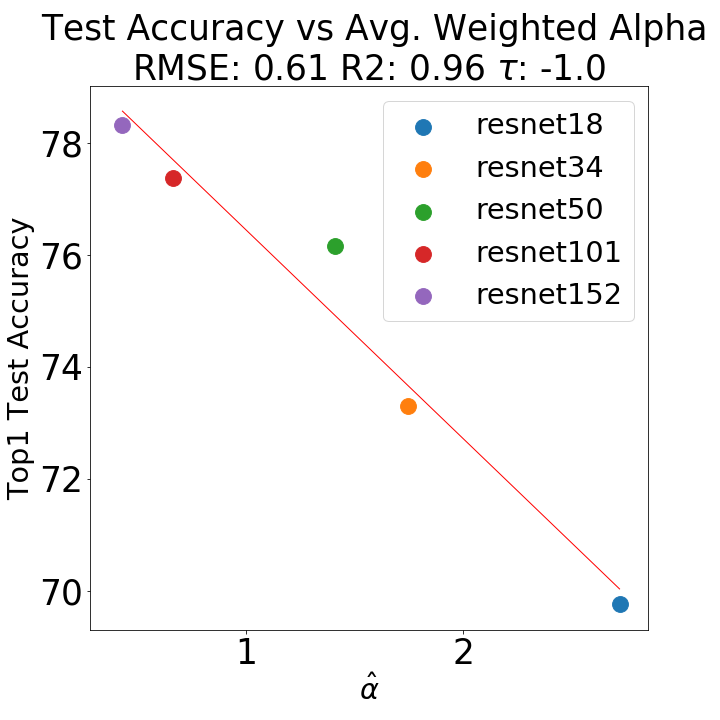 Test Accuracy vs Avg. Weighted Alpha
RMSE: 0.61 R2: 0.96 τ: -1.0
resnet18
resnet34
resnet50
resnet101
resnet152
Top1 Test Accuracy
78
76
74
72
70
1
2
α̂